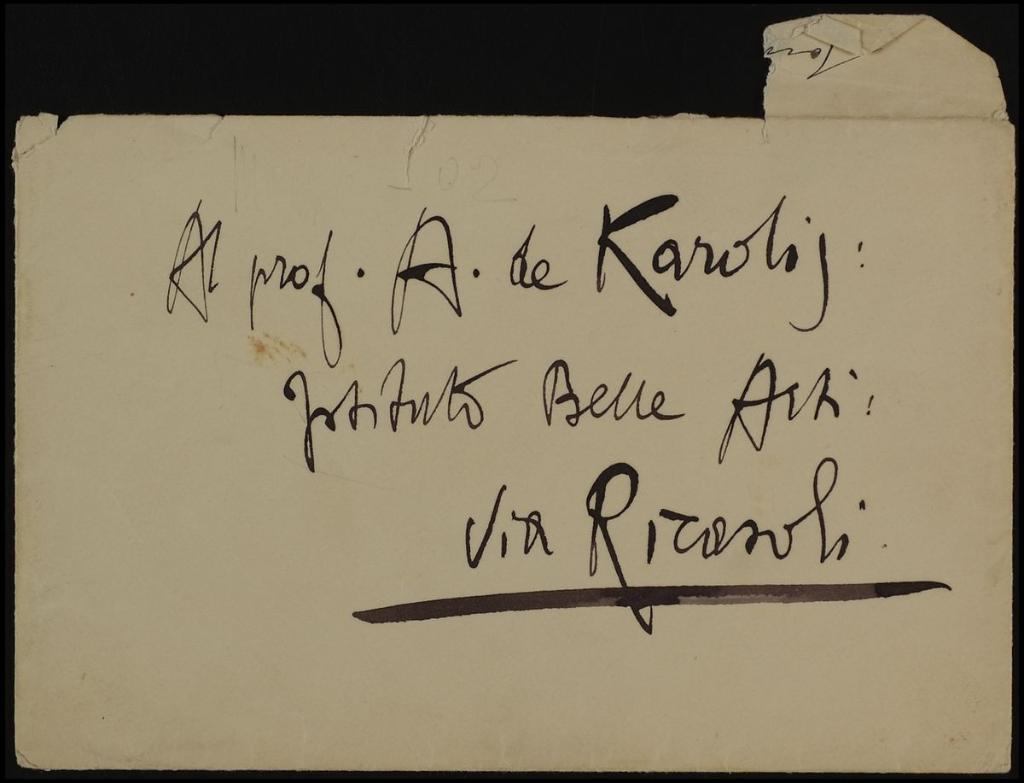 Al prof. A. de Karolis:
Istituto Belle Arti:
Via Ricasoli.